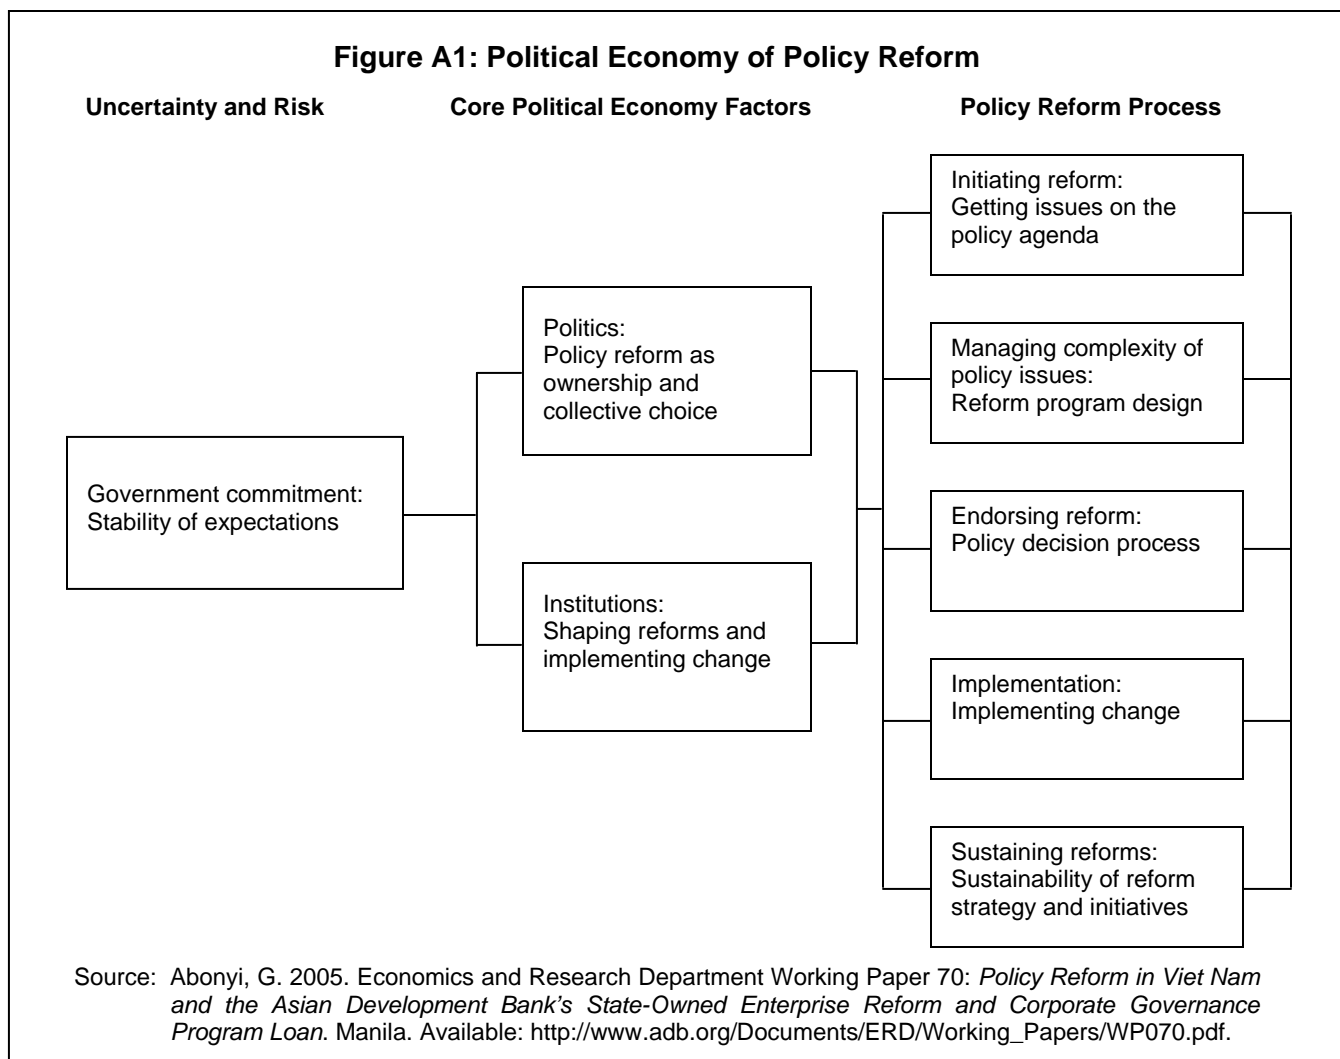 Figure A1: Political Economy of Policy Reform
Uncertainty and Risk
Core Political Economy Factors
Policy Reform Process
Government commitment:
Stability of expectations
Politics:
Policy reform as
ownership and
collective choice
Institutions:
Shaping reforms and
implementing change
Initiating reform:
Getting issues on the
policy agenda
Managing complexity of
policy issues:
Reform program design
Endorsing reform:
Policy decision process
Implementation:
Implementing change
Sustaining reforms:
Sustainability of reform
strategy and initiatives
Source: Abonyi, G. 2005. Economics and Research Department Working Paper 70: Policy Reform in Viet Nam
and the Asian Development Bank's State-Owned Enterprise Reform and Corporate Governance
Program Loan. Manila. Available: http://www.adb.org/Documents/ERD/Working_Papers/WP070.pdf.